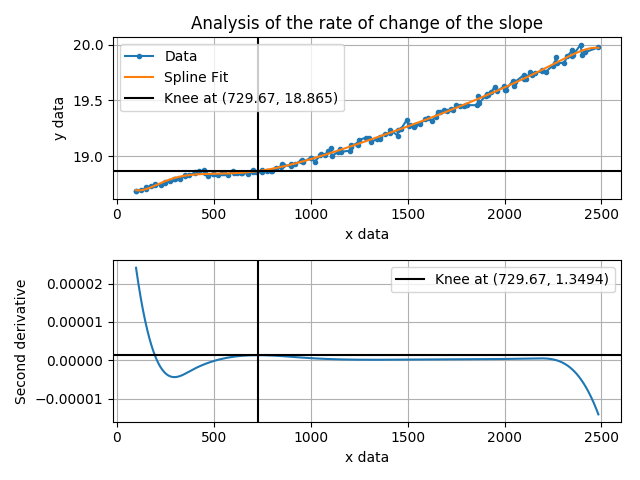 Analysis of the rate of change of the slope
20.0
19.5
19.0
y data
Data
Spline Fit
Knee at (729.67, 18.865)
0 500 1000 1500 2000 2500
x data
0.00002
0.00001
0.00000
−0.00001
Second derivative
Knee at (729.67, 1.3494)
0 500 1000 1500 2000 2500
x data